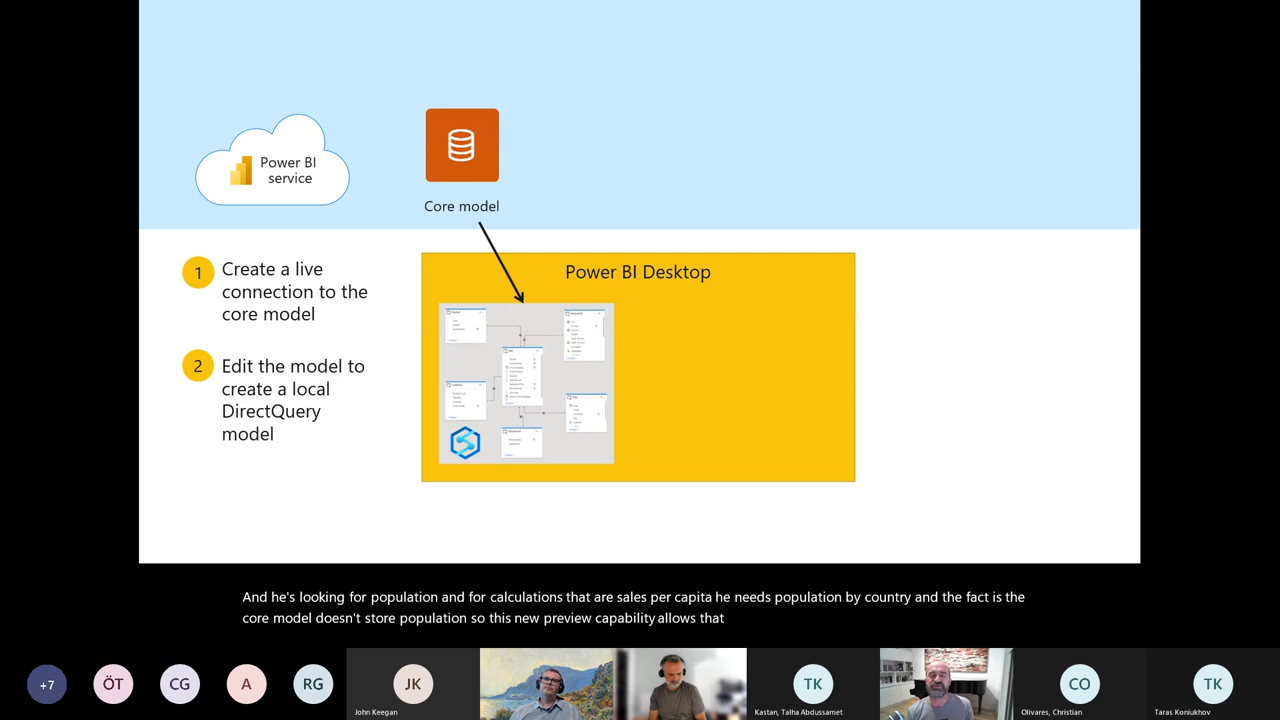 Power BI
service
Core model
1
Create a live
connection to the
core model
2
Edit the model to
create a local
DirectQuery
model
Power BI Desktop
And he's looking for population and for calculations that are sales per capita he needs population by country and the fact is the
core model doesn't store population so this new preview capability allows that
+7
ÖT
CG
A
RG
JK
John Keegan
TK
Kastan, Talha Abdussamet
CO
Olivares, Christian
TK
Taras Koniukhov